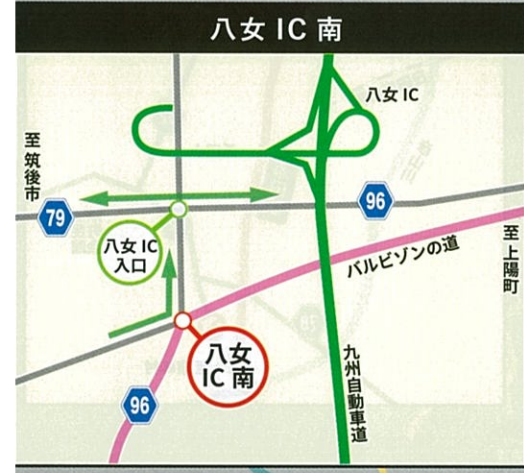 八女 IC 南
八女 IC
至 筑後市
79
96
八女 IC
入口
バルビゾンの道
至 上陽町
八女
IC 南
九州自動車道
96